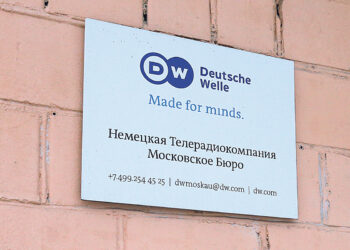 DW Deutsche
Welle
Made for minds.
Немецкая Телерадиокомпания
Московское Бюро
+7 499.254 45 25 | dwmoskau@dw.com | dw.com